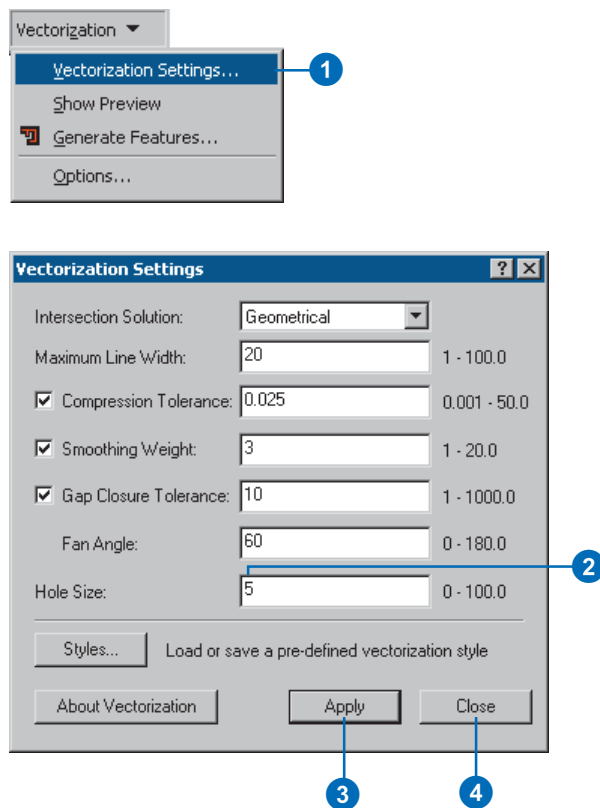 Vectorization
Vectorization Settings...
1
Show Preview
Generate Features...
Options...
Vectorization Settings
Intersection Solution: Geometrical
Maximum Line Width: 20 1 - 100.0
Compression Tolerance: 0.025 0.001 - 50.0
Smoothing Weight: 3 1 - 20.0
Gap Closure Tolerance: 10 1 - 1000.0
Fan Angle: 60 0 - 180.0
2
Hole Size: 5 0 - 100.0
Styles... Load or save a pre-defined vectorization style
About Vectorization Apply Close
3 4